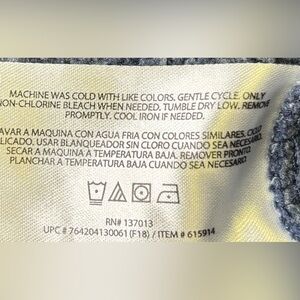 MACHINE WAS COLD WITH LIKE COLORS. GENTLE CYCLE. ONLY
NON-CHLORINE BLEACH WHEN NEEDED. TUMBLE DRY LOW. REMOVE
PROMPTLY. COOL IRON IF NEEDED.
LAVAR A MAQUINA CON AGUA FRIA CON COLORES SIMILARES. CICLO
DELICADO. USAR BLANQUEADOR SIN CLORO CUANDO SEA NECESARIO.
SECAR A MAQUINA A TEMPERATURA BAJA. REMOVER PRONTO.
PLANCHAR A TEMPERATURA BAJA CUANDO SEA NECESARIO.
RN# 137013
UPC # 764204130061 (F18) / ITEM # 615914